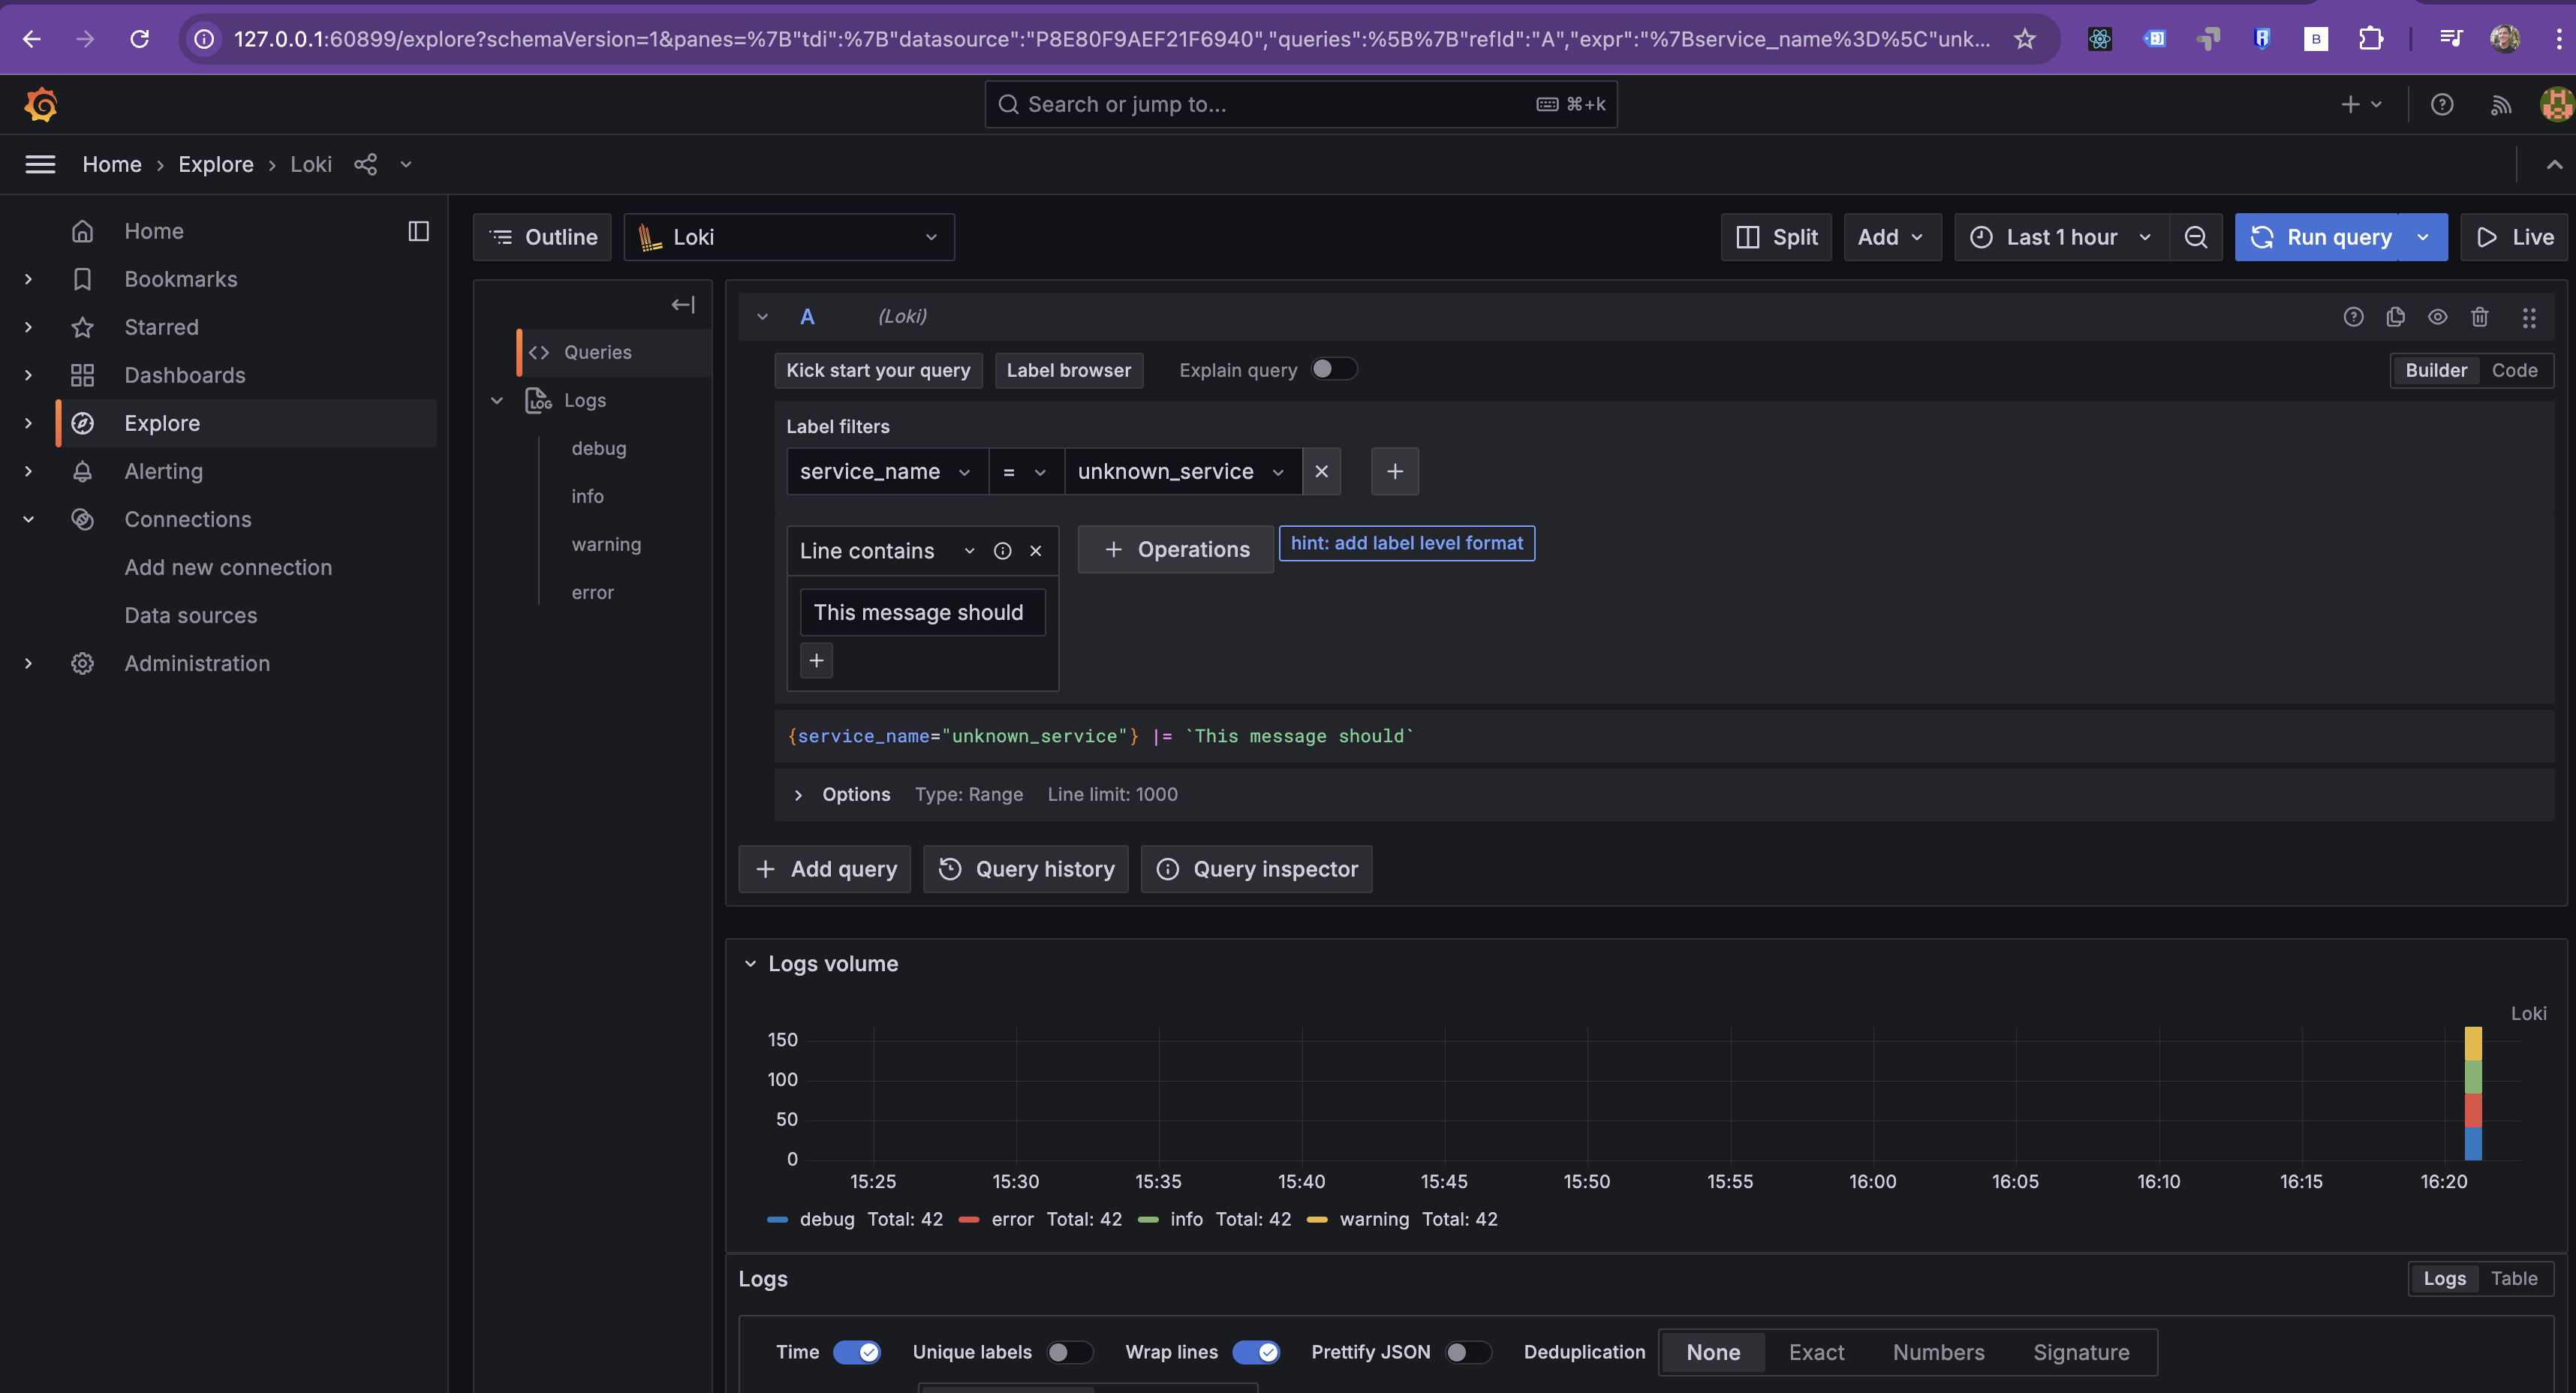 127.0.0.1:60899/explore?schemaVersion=1&panes=%7B"tdi":%7B"datasource":"P8E80F9AEF21F6940","queries":%5B%7B"refId":"A","expr":"%7Bservice_name%3D%5C"unk...
Search or jump to... ⌘+k
Home › Explore › Loki
Home
Bookmarks
Starred
Dashboards
Explore
Alerting
Connections
Add new connection
Data sources
Administration
Outline Loki Split Add Last 1 hour Run query Live
Queries
Logs
debug
info
warning
error
A (Loki)
Kick start your query Label browser Explain query Builder Code
Label filters
service_name = unknown_service
Line contains Operations hint: add label level format
This message should
{service_name="unknown_service"} |= `This message should`
Options Type: Range Line limit: 1000
Add query Query history Query inspector
Logs volume
Loki
150
100
50
0
15:25 15:30 15:35 15:40 15:45 15:50 15:55 16:00 16:05 16:10 16:15 16:20
debug Total: 42 error Total: 42 info Total: 42 warning Total: 42
Logs Logs Table
Time Unique labels Wrap lines Prettify JSON Deduplication None Exact Numbers Signature